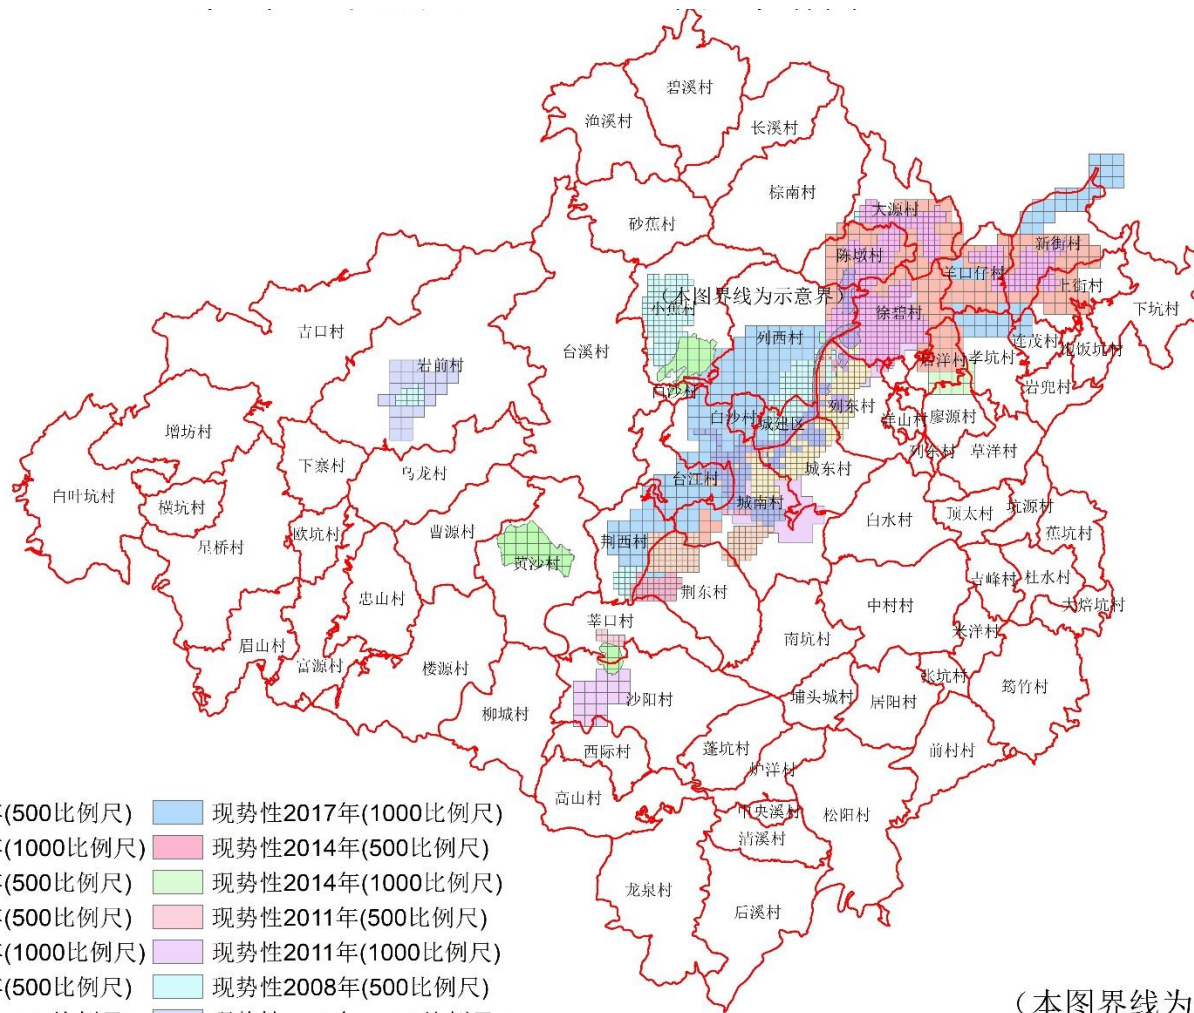 碧溪村
渔溪村
长溪村
棕南村
砂蕉村
大源村
陈墩村
新街村
羊口仔村
上街村
（本图界线为示意界）
小蕉村
徐碧村
下坑村
吉口村
台溪村
列西村
莲茂村
孝坑村
岩前村
岩兜村
白沙村
白沙村
城建区
列东村
洋山村
廖源村
增坊村
下寨村
乌龙村
列东村
草洋村
城东村
台江村
白叶坑村
横坑村
城南村
白水村
顶太村
坑源村
星桥村
欧坑村
曹源村
荆西村
蕉坑村
黄沙村
忠山村
荆东村
中村村
吉峰村
杜水村
大焙坑村
莘口村
眉山村
富源村
楼源村
南坑村
米洋村
张坑村
筠竹村
沙阳村
埔头城村
居阳村
柳城村
西际村
蓬坑村
炉洋村
前村村
高山村
中央溪村
松阳村
清溪村
龙泉村
后溪村
(500比例尺) 现势性2017年(1000比例尺)
(1000比例尺) 现势性2014年(500比例尺)
(500比例尺) 现势性2014年(1000比例尺)
(500比例尺) 现势性2011年(500比例尺)
(1000比例尺) 现势性2011年(1000比例尺)
(500比例尺) 现势性2008年(500比例尺)
（本图界线为